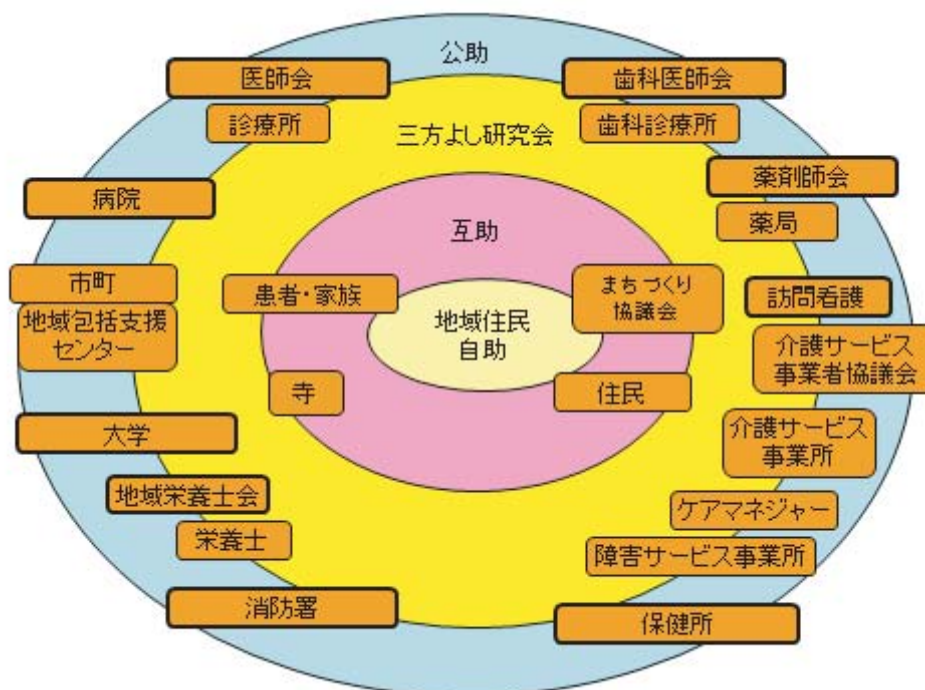 公助
医師会
歯科医師会
診療所
歯科診療所
三方よし研究会
薬剤師会
病院
薬局
互助
市町
患者・家族
まちづくり
協議会
訪問看護
地域包括支援
センター
地域住民
自助
介護サービス
事業者協議会
寺
住民
大学
介護サービス
事業所
地域栄養士会
ケアマネジャー
栄養士
障害サービス事業所
消防署
保健所